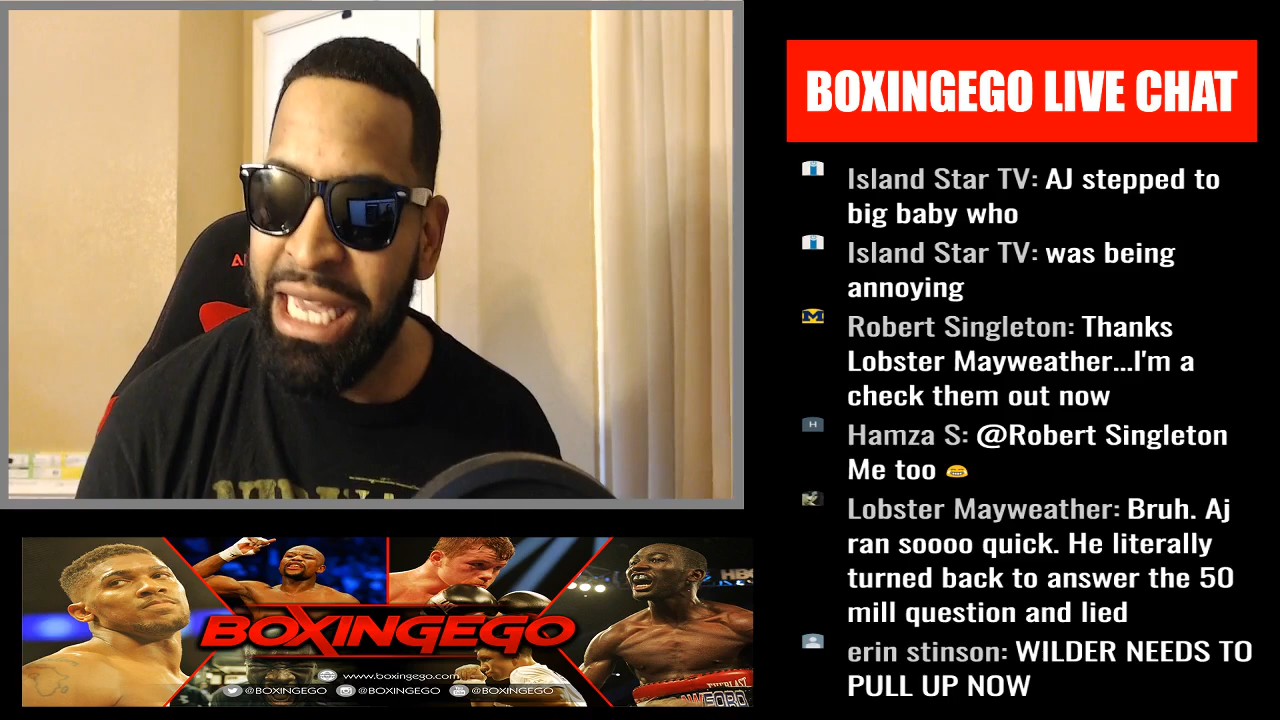 BOXINGEGO LIVE CHAT
Island Star TV: AJ stepped to
big baby who
Island Star TV: was being
annoying
Robert Singleton: Thanks
Lobster Mayweather...I'm a
check them out now
H
Hamza S: @Robert Singleton
Me too 😂
Lobster Mayweather: Bruh. Aj
ran soooo quick. He literally
turned back to answer the 50
mill question and lied
erin stinson: WILDER NEEDS TO
PULL UP NOW
BOXINGEGO
www.boxingego.com
@BOXINGEGO @BOXINGEGO @BOXINGEGO
HBO
EVERLAST